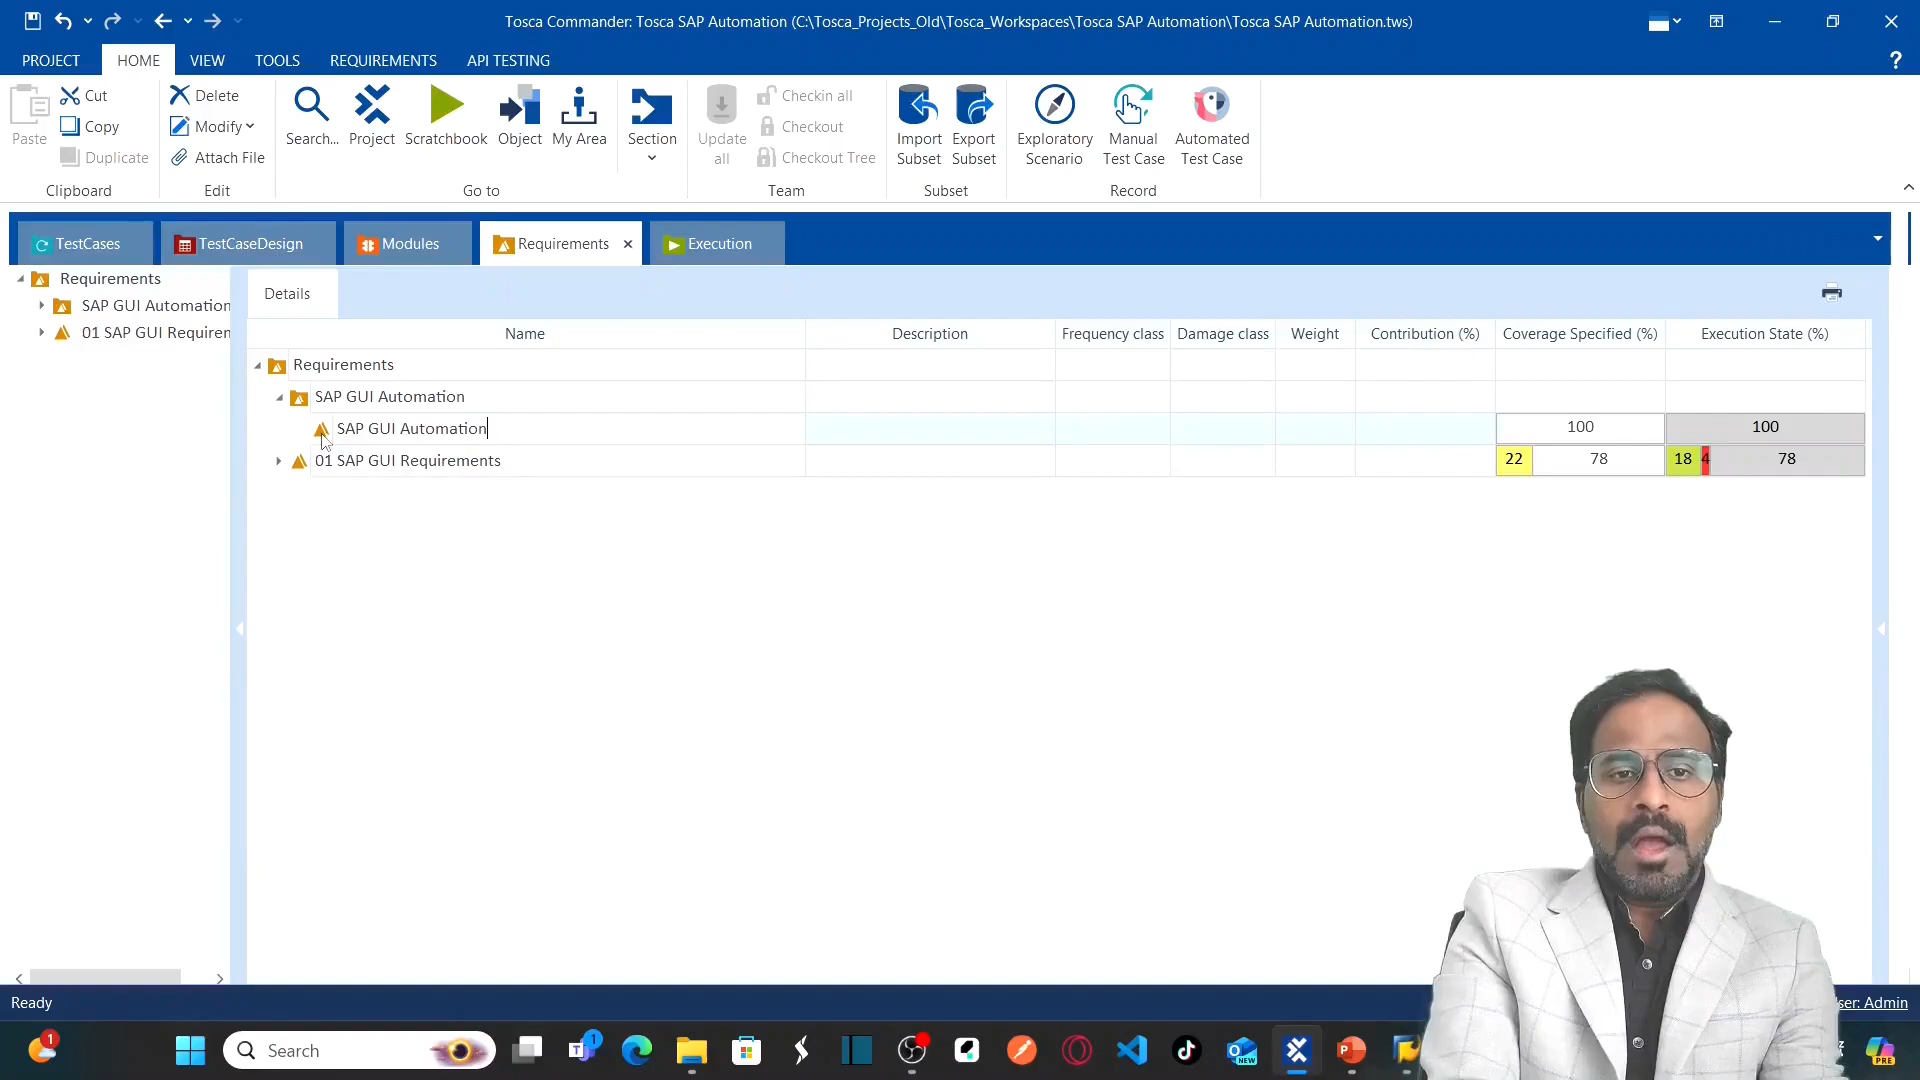 Tosca Commander: Tosca SAP Automation (C:\Tosca_Projects_Old\Tosca_Workspaces\Tosca SAP Automation\Tosca SAP Automation.tws)
PROJECT HOME VIEW TOOLS REQUIREMENTS API TESTING ?
Paste
Cut
Copy
Duplicate
Clipboard
Delete
Modify
Attach File
Edit
Search... Project Scratchbook Object My Area
Go to
Section
Update all
Checkin all
Checkout
Checkout Tree
Team
Import Subset
Export Subset
Subset
Exploratory Scenario
Manual Test Case
Automated Test Case
Record
TestCases TestCaseDesign Modules Requirements Execution
Requirements
SAP GUI Automation
01 SAP GUI Requiren
Details
Name Description Frequency class Damage class Weight Contribution (%) Coverage Specified (%) Execution State (%)
Requirements
SAP GUI Automation
SAP GUI Automation 100 100
01 SAP GUI Requirements 22 78 18 4 78
Ready
ser: Admin
1
Search
1
NEW
PRE